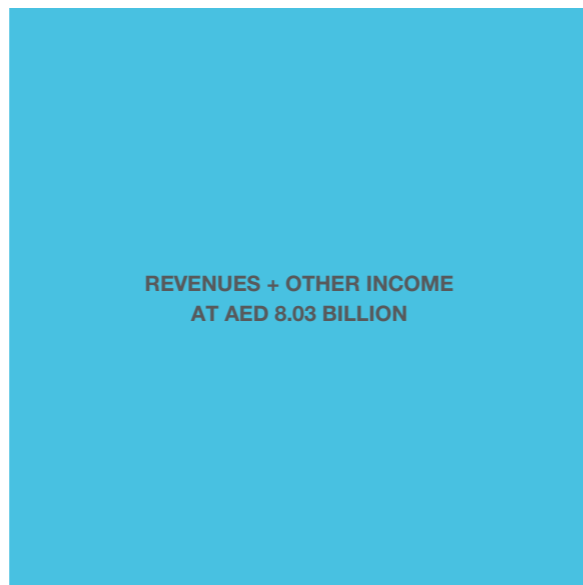 REVENUES + OTHER INCOME
AT AED 8.03 BILLION